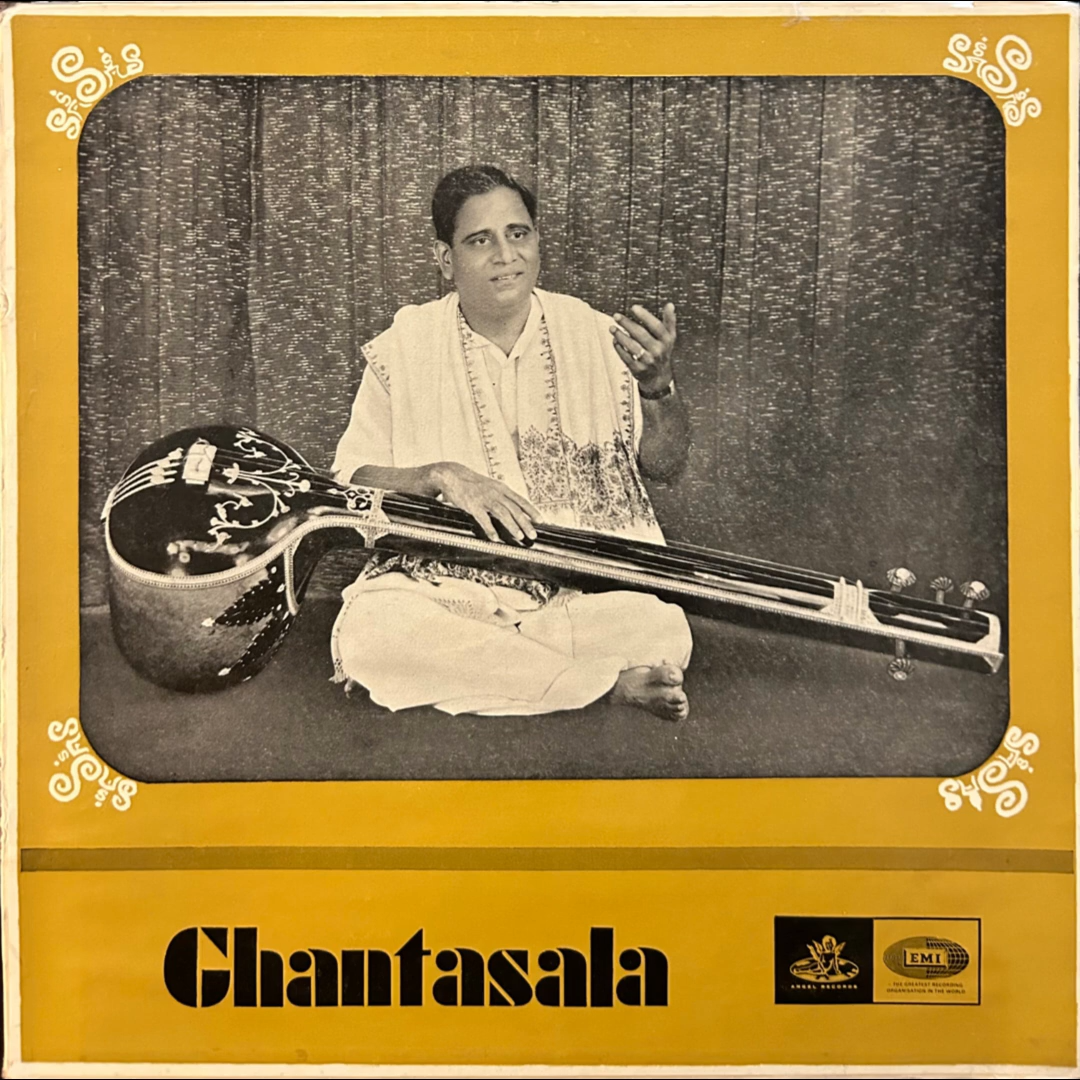 Ghantasala
ANGEL RECORDS
EMI
THE GREATEST RECORDING
ORGANISATION IN THE WORLD